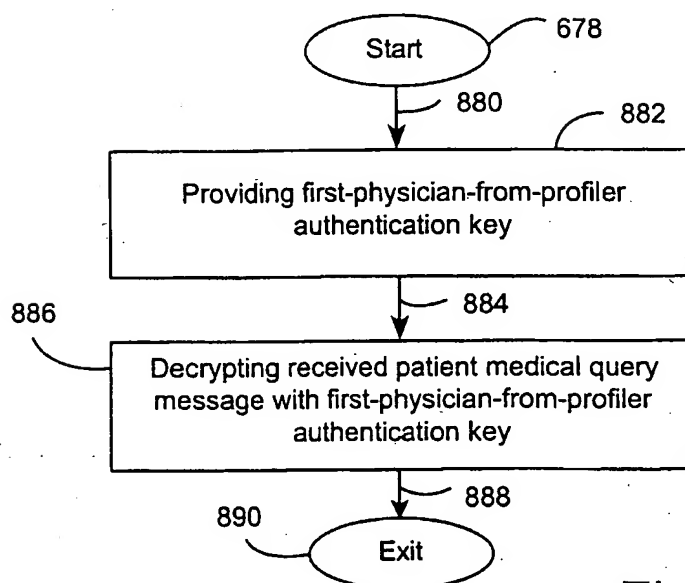 Start
678
880
882
Providing first-physician-from-profiler
authentication key
884
886
Decrypting received patient medical query
message with first-physician-from-profiler
authentication key
888
890
Exit